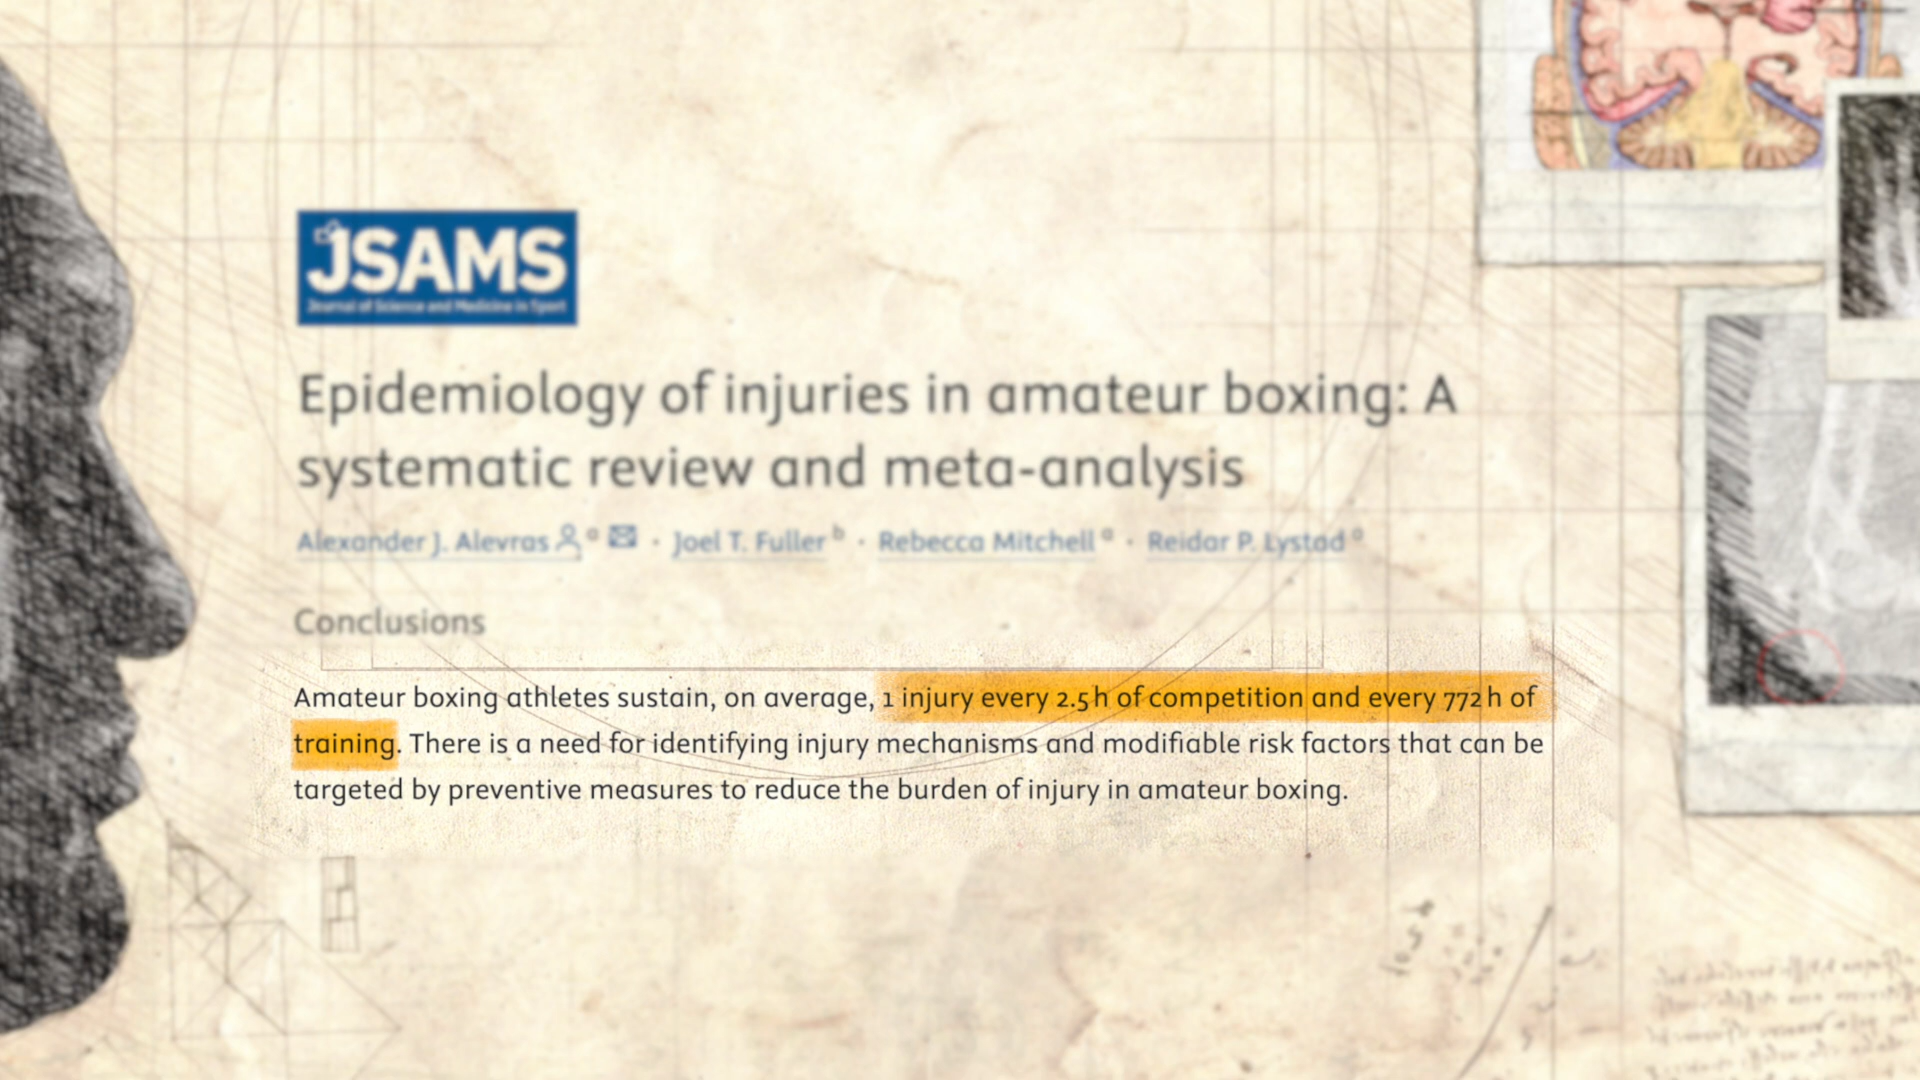 JSAMS
Journal of Science and Medicine in Sport
Epidemiology of injuries in amateur boxing: A
systematic review and meta-analysis
Alexander J. Alevras a · Joel T. Fuller b · Rebecca Mitchell a · Reidar P. Lystad a
Conclusions
Amateur boxing athletes sustain, on average, 1 injury every 2.5 h of competition and every 772 h of
training. There is a need for identifying injury mechanisms and modifiable risk factors that can be
targeted by preventive measures to reduce the burden of injury in amateur boxing.